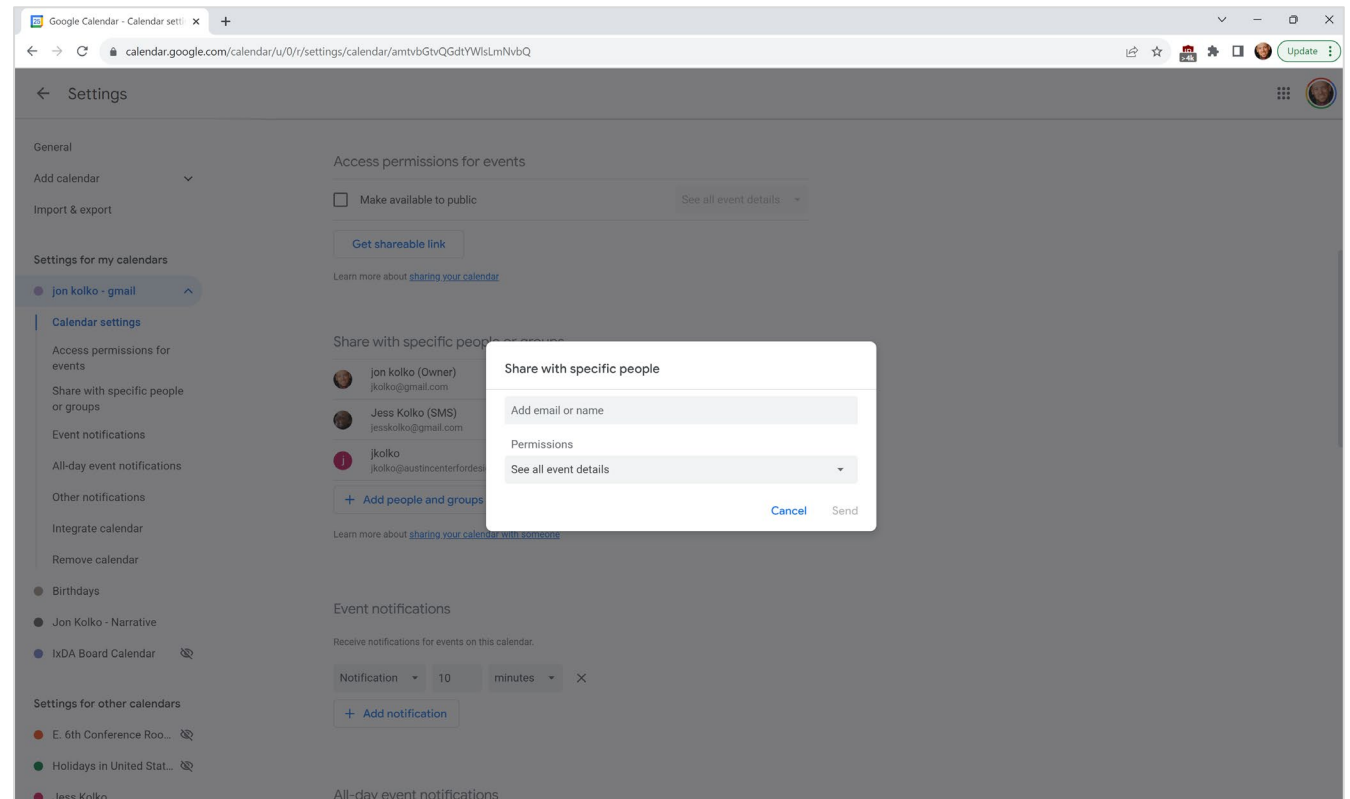 Google Calendar - Calendar setti
calendar.google.com/calendar/u/0/r/settings/calendar/amtvbGtvQGdtYWlsLmNvbQ
>4k
Update
Settings
General
Add calendar
Import & export
Settings for my calendars
jon kolko - gmail
Calendar settings
Access permissions for
events
Share with specific people
or groups
Event notifications
All-day event notifications
Other notifications
Integrate calendar
Remove calendar
Birthdays
Jon Kolko - Narrative
IxDA Board Calendar
Settings for other calendars
E. 6th Conference Roo...
Holidays in United Stat...
Jess Kolko
Access permissions for events
Make available to public
See all event details
Get shareable link
Learn more about sharing your calendar
Share with specific people or groups
jon kolko (Owner)
jkolko@gmail.com
Jess Kolko (SMS)
jesskolko@gmail.com
j
jkolko
jkolko@austincenterfordesi
+ Add people and groups
Learn more about sharing your calendar with someone
Share with specific people
Add email or name
Permissions
See all event details
Cancel Send
Event notifications
Receive notifications for events on this calendar.
Notification 10 minutes
+ Add notification
All-day event notifications